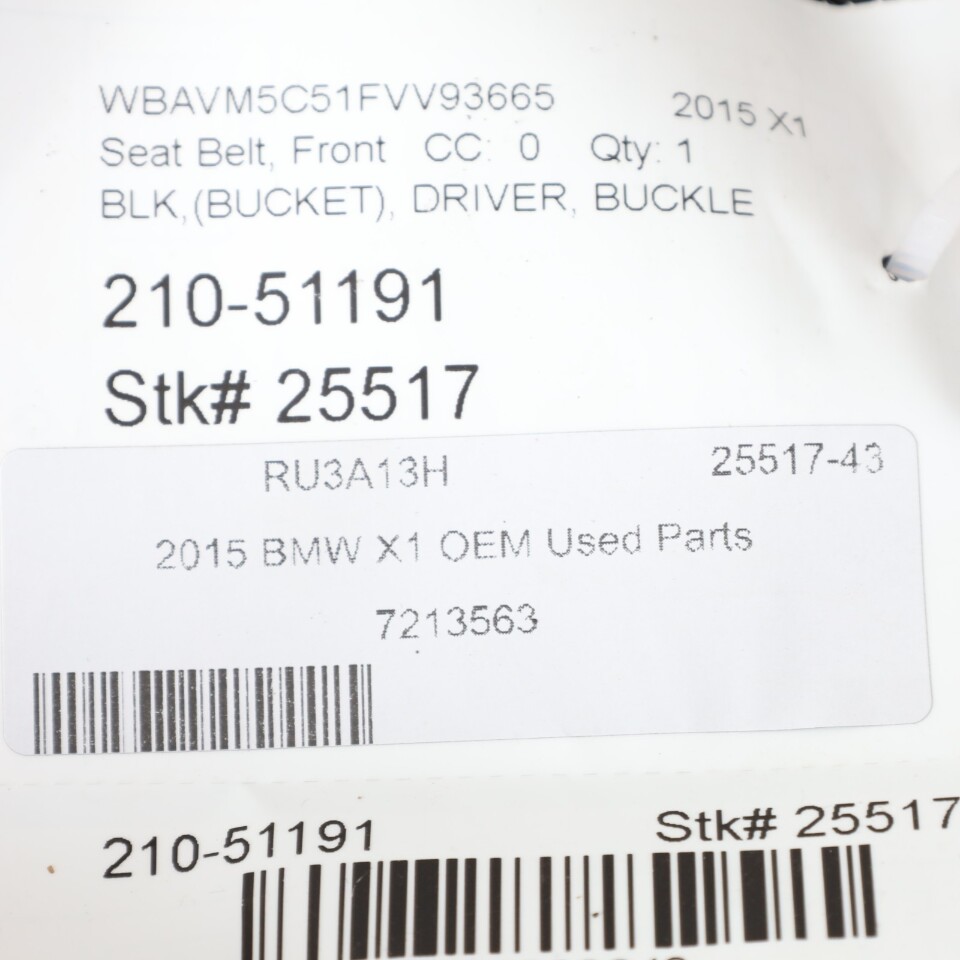 WBAVM5C51FVV93665 2015 X1
Seat Belt, Front CC: 0 Qty: 1
BLK,(BUCKET), DRIVER, BUCKLE
210-51191
Stk# 25517
RU3A13H 25517-43
2015 BMW X1 OEM Used Parts
7213563
210-51191 Stk# 25517